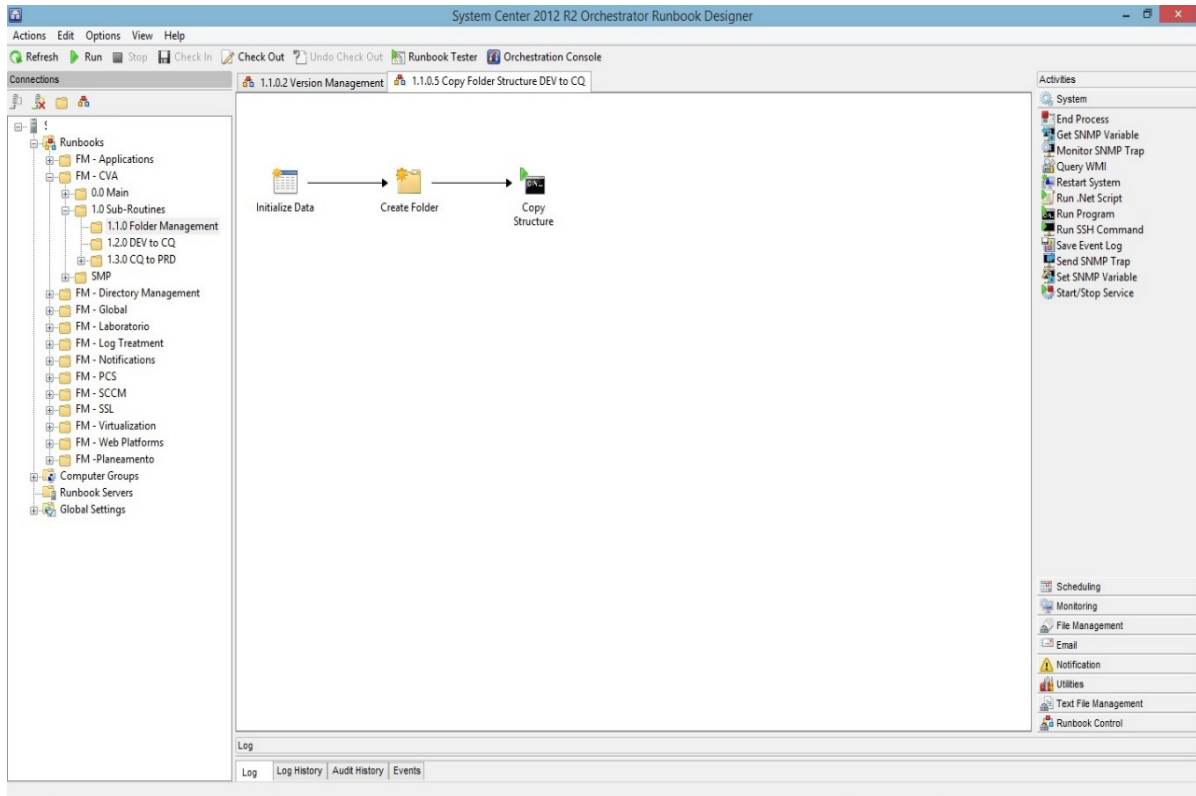 System Center 2012 R2 Orchestrator Runbook Designer
Actions Edit Options View Help
Refresh Run Stop Check In Check Out Undo Check Out Runbook Tester Orchestration Console
Connections
Runbooks
FM - Applications
FM - CVA
0.0 Main
1.0 Sub-Routines
1.1.0 Folder Management
1.2.0 DEV to CQ
1.3.0 CQ to PRD
SMP
FM - Directory Management
FM - Global
FM - Laboratorio
FM - Log Treatment
FM - Notifications
FM - PCS
FM - SCCM
FM - SSL
FM - Virtualization
FM - Web Platforms
FM -Planeamento
Computer Groups
Runbook Servers
Global Settings
1.1.0.2 Version Management 1.1.0.5 Copy Folder Structure DEV to CQ
Initialize Data
Create Folder
Copy
Structure
Log
Log Log History Audit History Events
Activities
System
End Process
Get SNMP Variable
Monitor SNMP Trap
Query WMI
Restart System
Run .Net Script
Run Program
Run SSH Command
Save Event Log
Send SNMP Trap
Set SNMP Variable
Start/Stop Service
Scheduling
Monitoring
File Management
Email
Notification
Utilities
Text File Management
Runbook Control